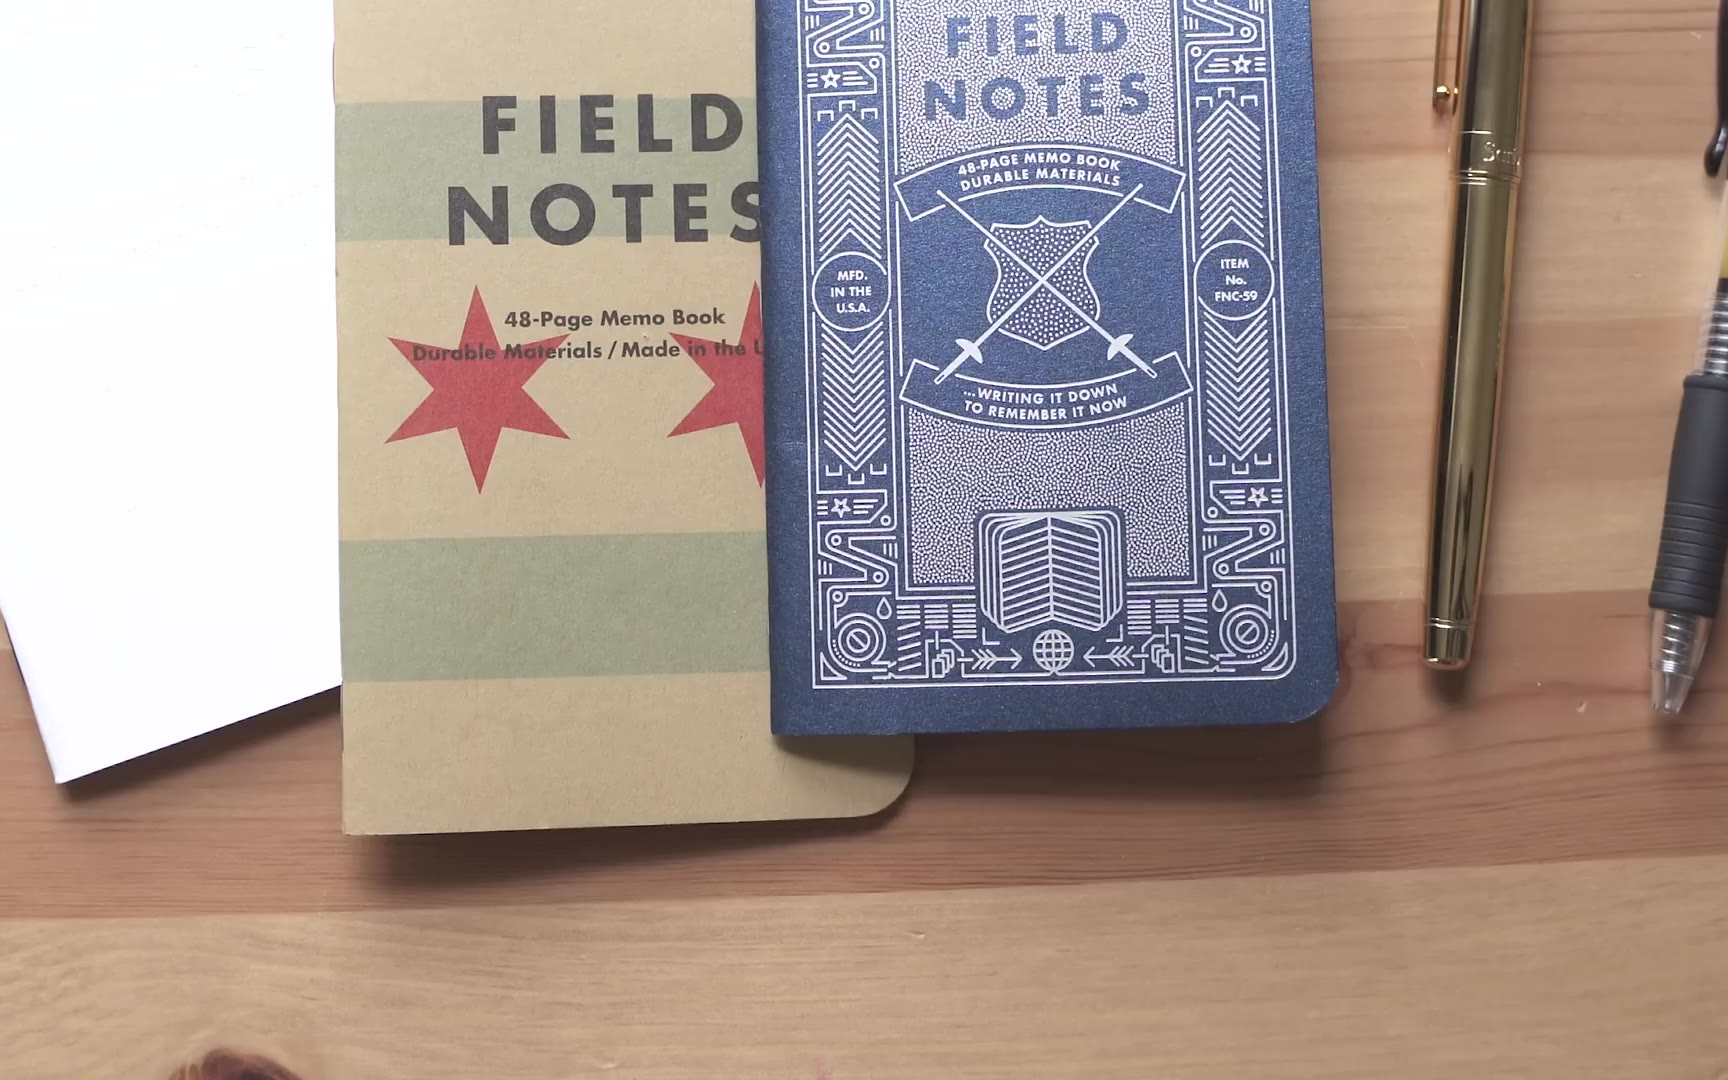 FIELD
NOTES
48-Page Memo Book
Durable Materials / Made in the
FIELD
NOTES
48-PAGE MEMO BOOK
DURABLE MATERIALS
MFD.
IN THE
U.S.A.
ITEM
No.
FNC-59
...WRITING IT DOWN
TO REMEMBER IT NOW